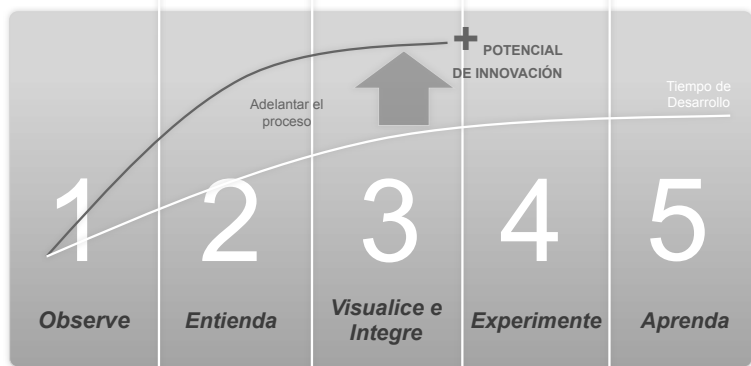 + POTENCIAL
DE INNOVACIÓN
Adelantar el
proceso
Tiempo de
Desarrollo
1 2 3 4 5
Observe
Entienda
Visualice e
Integre
Experimente
Aprenda